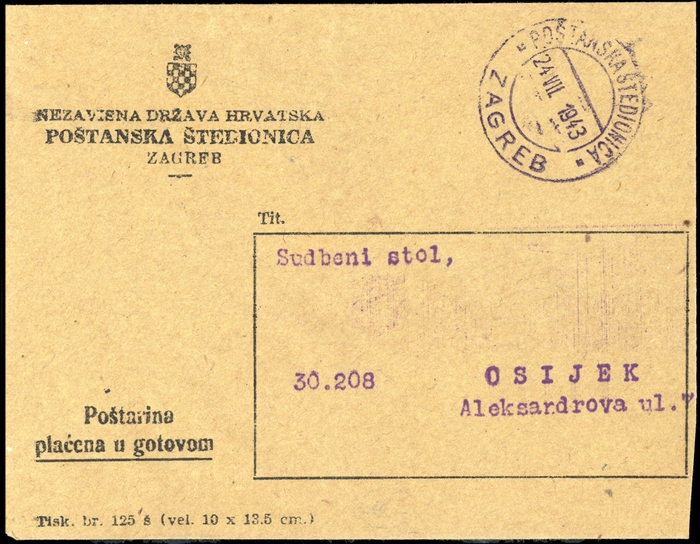 NEZAVISNA DRŽAVA HRVATSKA
POŠTANSKA ŠTEDIONICA
ZAGREB
POŠTANSKA ŠTEDIONICA
24 VII. 1943
ZAGREB
Tit.
Sudbeni stol,
30.208 OSIJEK
Aleksandrova ul.
Poštarina
plaćena u gotovom
Tisk. br. 125 š (vel. 10 x 13.5 cm.)